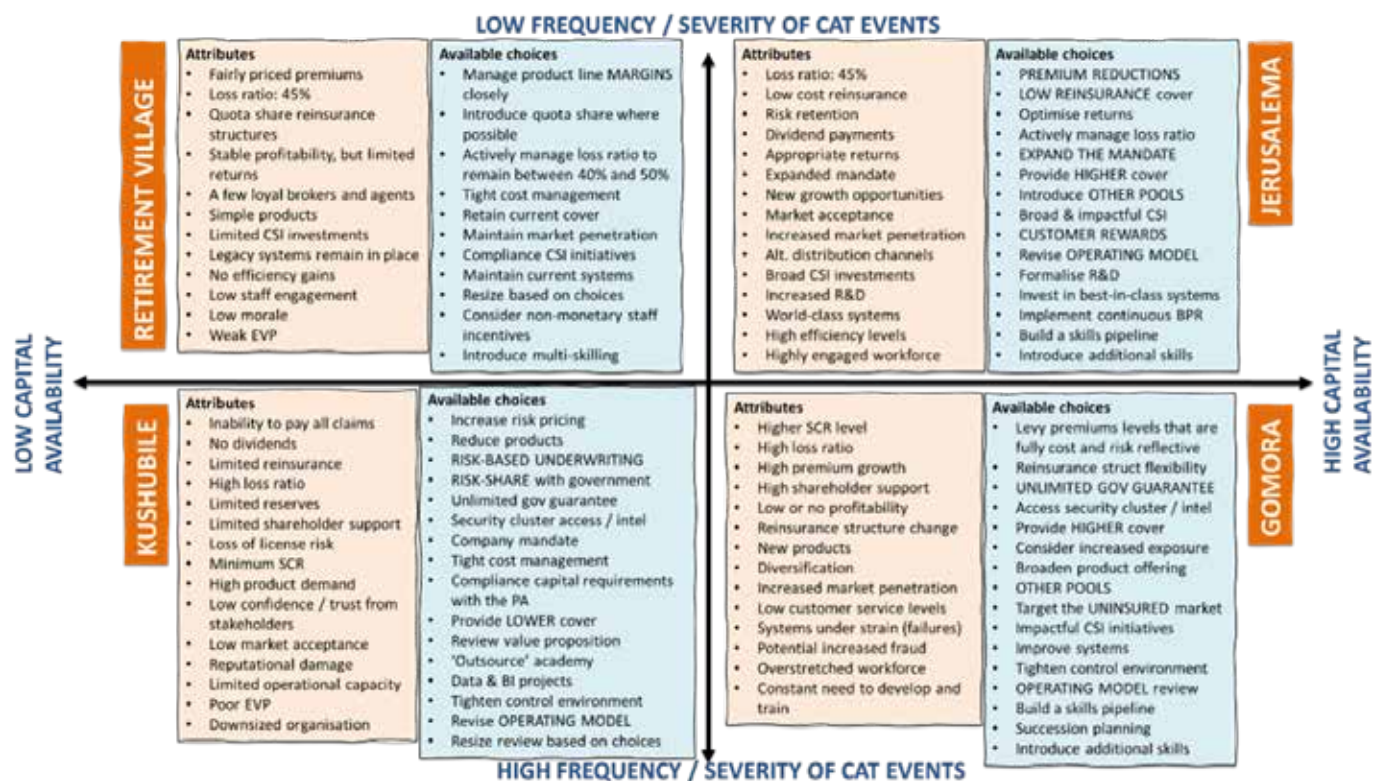 LOW FREQUENCY / SEVERITY OF CAT EVENTS
RETIREMENT VILLAGE
Attributes
• Fairly priced premiums
• Loss ratio: 45%
• Quota share reinsurance
structures
• Stable profitability, but limited
returns
• A few loyal brokers and agents
• Simple products
• Limited CSI investments
• Legacy systems remain in place
• No efficiency gains
• Low staff engagement
• Low morale
• Weak EVP
Available choices
• Manage product line MARGINS
closely
• Introduce quota share where
possible
• Actively manage loss ratio to
remain between 40% and 50%
• Tight cost management
• Retain current cover
• Maintain market penetration
• Compliance CSI initiatives
• Maintain current systems
• Resize based on choices
• Consider non-monetary staff
incentives
• Introduce multi-skilling
Attributes
• Loss ratio: 45%
• Low cost reinsurance
• Risk retention
• Dividend payments
• Appropriate returns
• Expanded mandate
• New growth opportunities
• Market acceptance
• Increased market penetration
• Alt. distribution channels
• Broad CSI investments
• Increased R&D
• World-class systems
• High efficiency levels
• Highly engaged workforce
Available choices
• PREMIUM REDUCTIONS
• LOW REINSURANCE cover
• Optimise returns
• Actively manage loss ratio
• EXPAND THE MANDATE
• Provide HIGHER cover
• Introduce OTHER POOLS
• Broad & impactful CSI
• CUSTOMER REWARDS
• Revise OPERATING MODEL
• Formalise R&D
• Invest in best-in-class systems
• Implement continuous BPR
• Build a skills pipeline
• Introduce additional skills
JERUSALEMA
LOW CAPITAL
AVAILABILITY
HIGH CAPITAL
AVAILABILITY
KUSHUBILE
Attributes
• Inability to pay all claims
• No dividends
• Limited reinsurance
• High loss ratio
• Limited reserves
• Limited shareholder support
• Loss of license risk
• Minimum SCR
• High product demand
• Low confidence / trust from
stakeholders
• Low market acceptance
• Reputational damage
• Limited operational capacity
• Poor EVP
• Downsized organisation
Available choices
• Increase risk pricing
• Reduce products
• RISK-BASED UNDERWRITING
• RISK-SHARE with government
• Unlimited gov guarantee
• Security cluster access / intel
• Company mandate
• Tight cost management
• Compliance capital requirements
with the PA
• Provide LOWER cover
• Review value proposition
• 'Outsource' academy
• Data & BI projects
• Tighten control environment
• Revise OPERATING MODEL
• Resize review based on choices
Attributes
• Higher SCR level
• High loss ratio
• High premium growth
• High shareholder support
• Low or no profitability
• Reinsurance structure change
• New products
• Diversification
• Increased market penetration
• Low customer service levels
• Systems under strain (failures)
• Potential increased fraud
• Overstretched workforce
• Constant need to develop and
train
Available choices
• Levy premiums levels that are
fully cost and risk reflective
• Reinsurance struct flexibility
• UNLIMITED GOV GUARANTEE
• Access security cluster / intel
• Provide HIGHER cover
• Consider increased exposure
• Broaden product offering
• OTHER POOLS
• Target the UNINSURED market
• Impactful CSI initiatives
• Improve systems
• Tighten control environment
• OPERATING MODEL review
• Build a skills pipeline
• Succession planning
• Introduce additional skills
GOMORA
HIGH FREQUENCY / SEVERITY OF CAT EVENTS